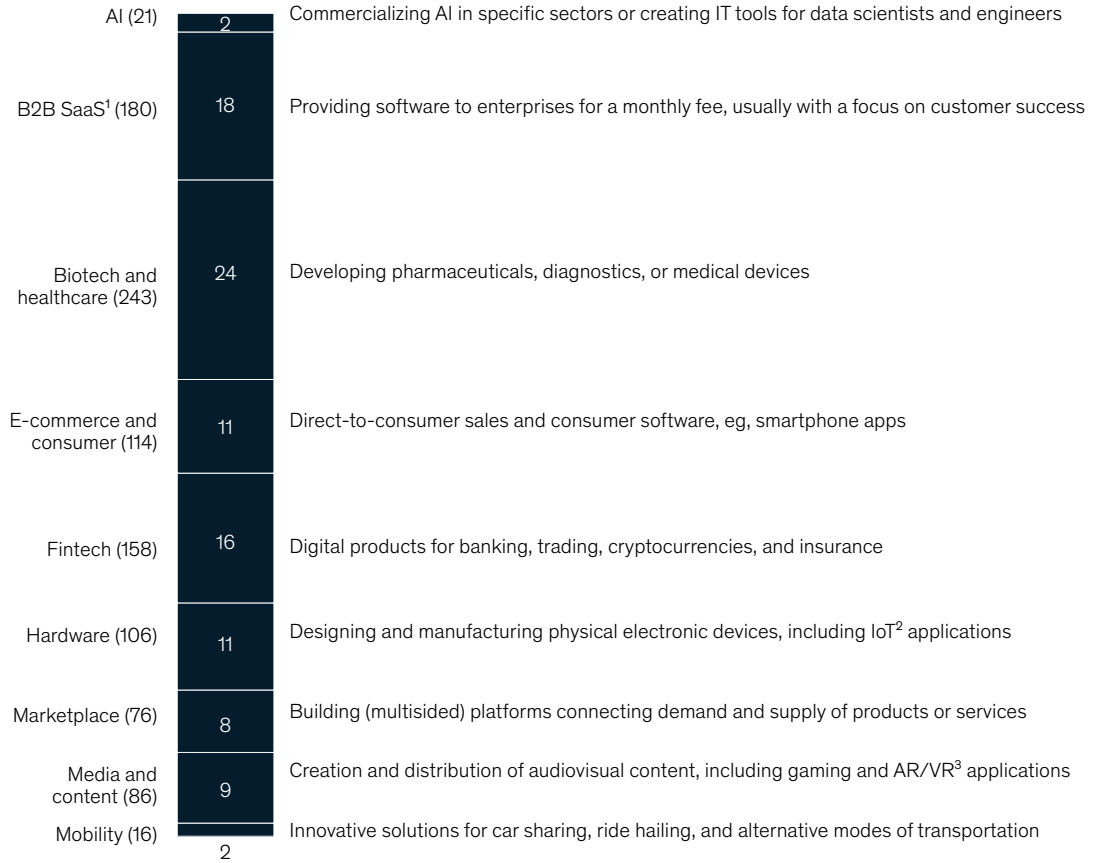 AI (21)
2
Commercializing AI in specific sectors or creating IT tools for data scientists and engineers
B2B SaaS¹ (180)
18
Providing software to enterprises for a monthly fee, usually with a focus on customer success
Biotech and
healthcare (243)
24
Developing pharmaceuticals, diagnostics, or medical devices
E-commerce and
consumer (114)
11
Direct-to-consumer sales and consumer software, eg, smartphone apps
Fintech (158)
16
Digital products for banking, trading, cryptocurrencies, and insurance
Hardware (106)
11
Designing and manufacturing physical electronic devices, including IoT² applications
Marketplace (76)
8
Building (multisided) platforms connecting demand and supply of products or services
Media and
content (86)
9
Creation and distribution of audiovisual content, including gaming and AR/VR³ applications
Mobility (16)
2
Innovative solutions for car sharing, ride hailing, and alternative modes of transportation